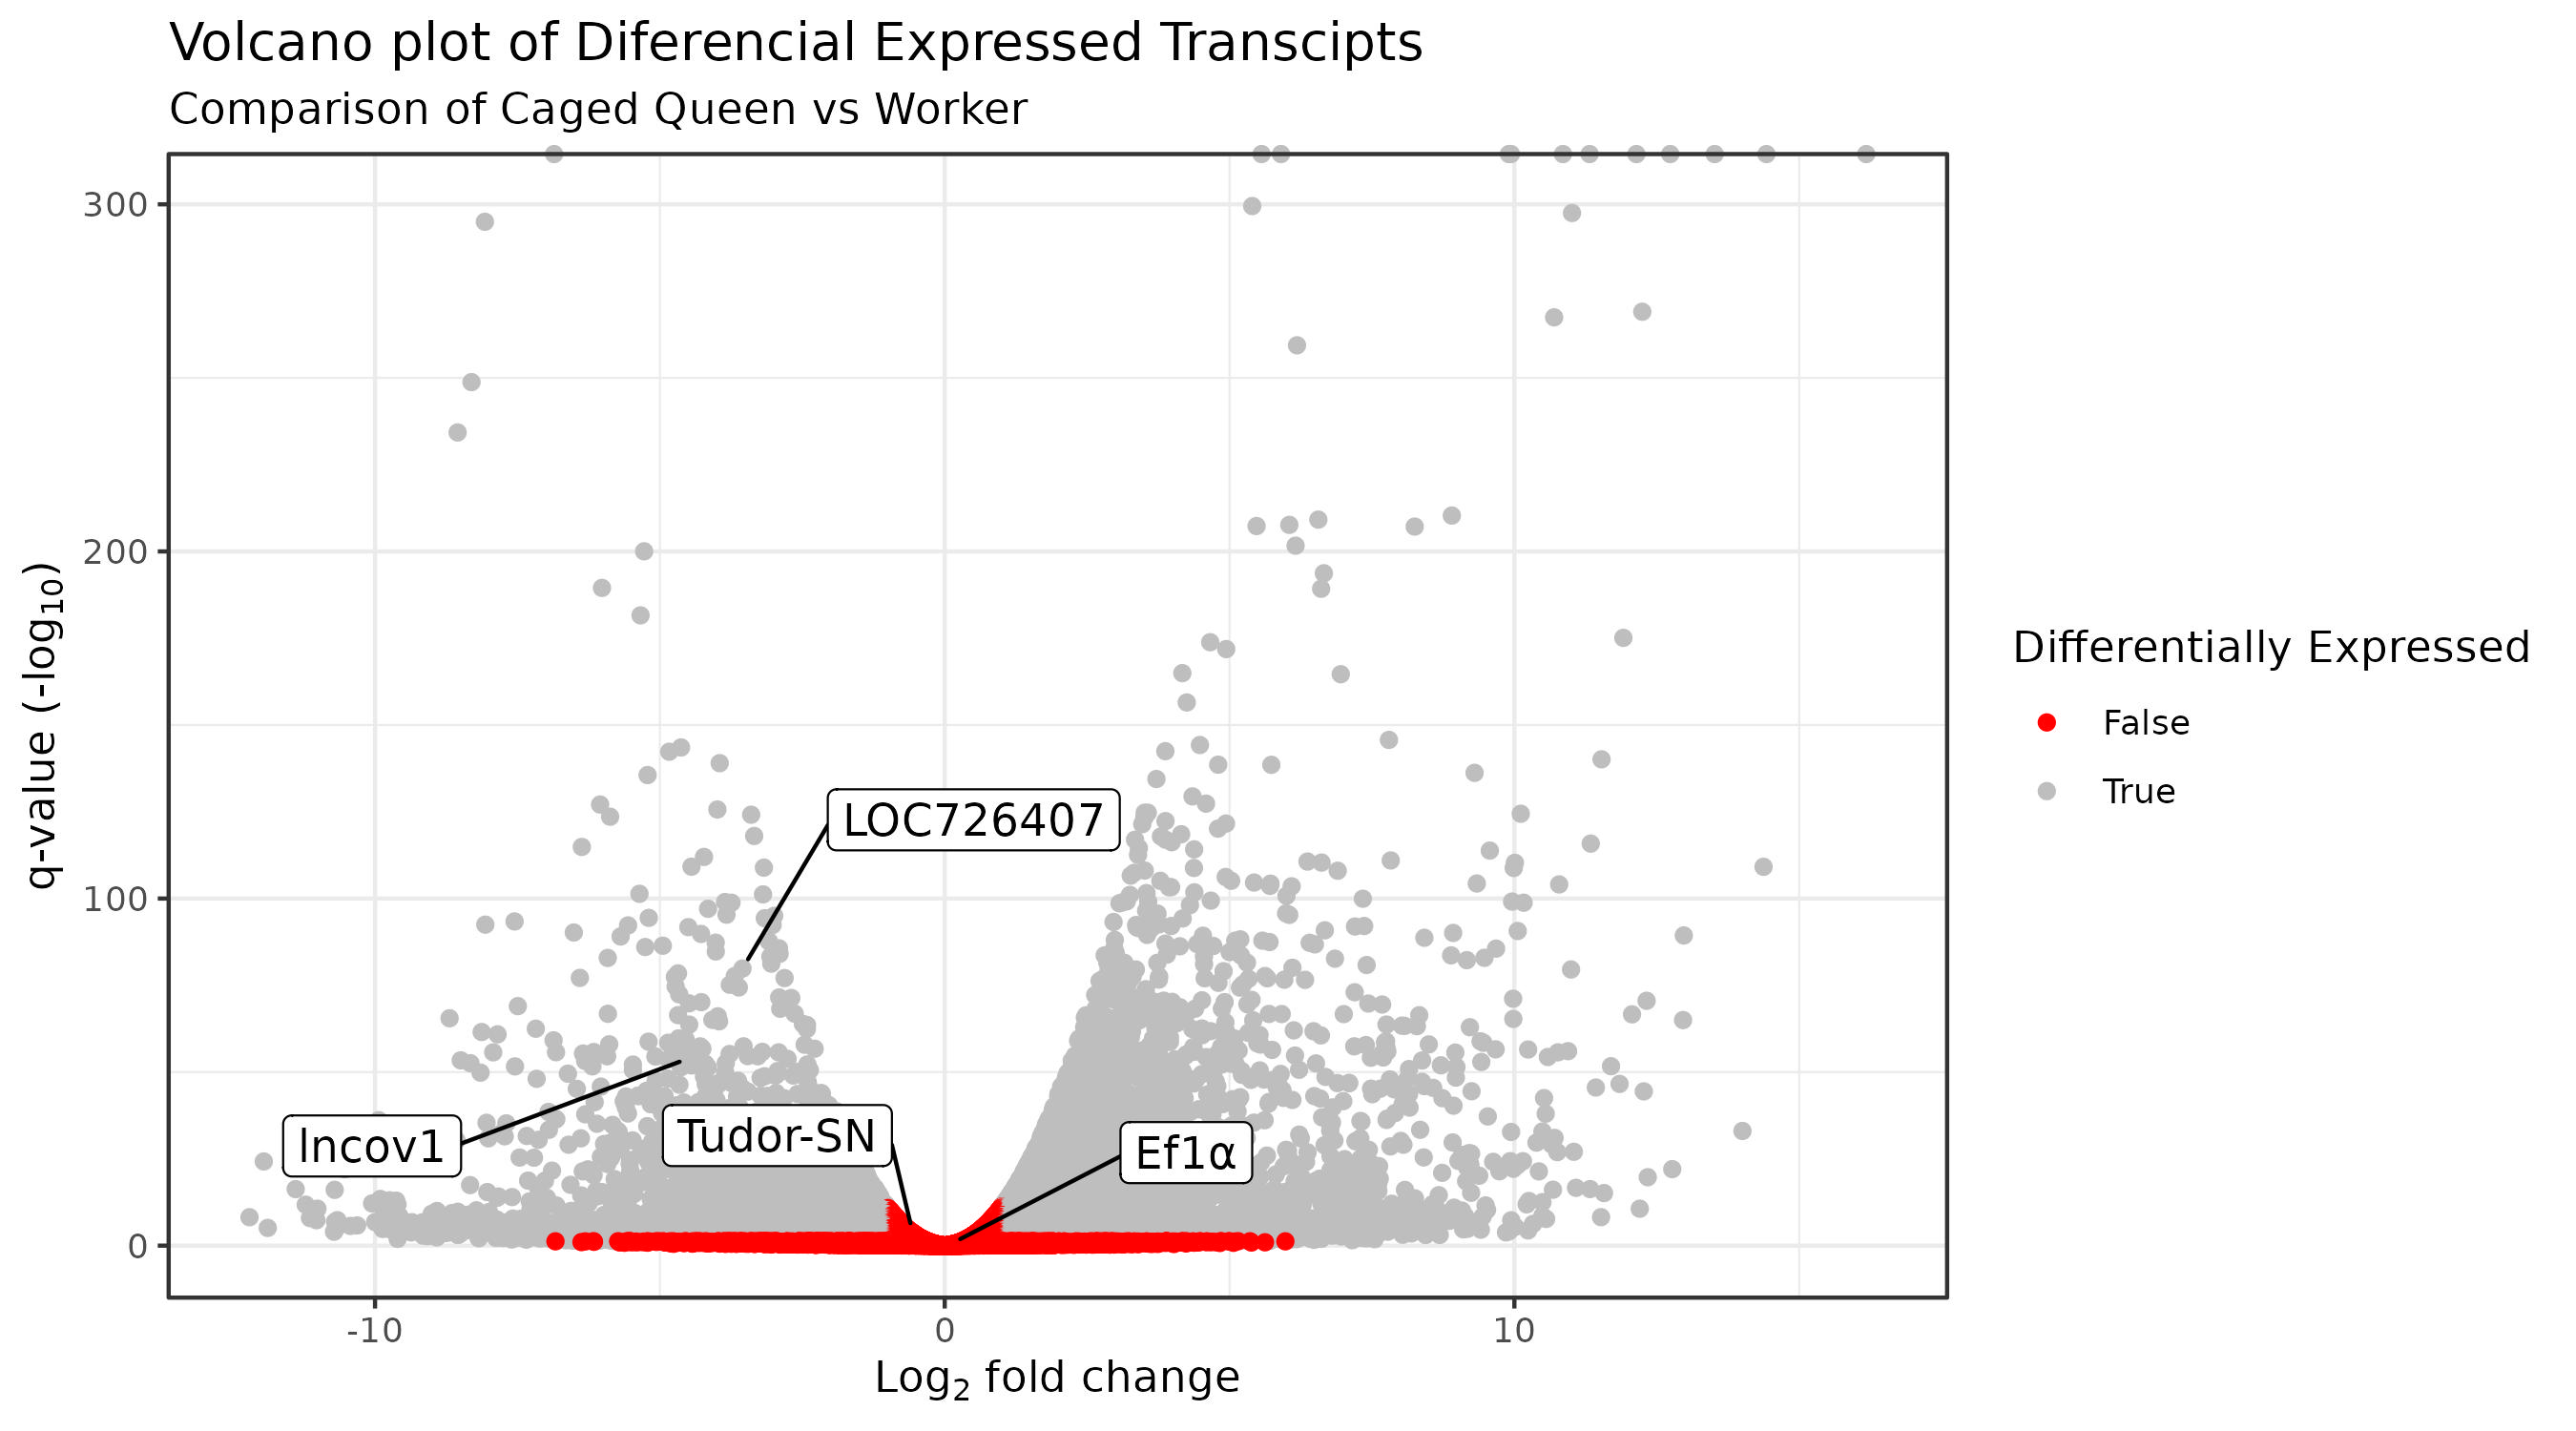 Volcano plot of Diferencial Expressed Transcipts
Comparison of Caged Queen vs Worker
q-value (-log10)
300
200
100
0
LOC726407
lncov1
Tudor-SN
Ef1α
-10
0
10
Log2 fold change
Differentially Expressed
False
True